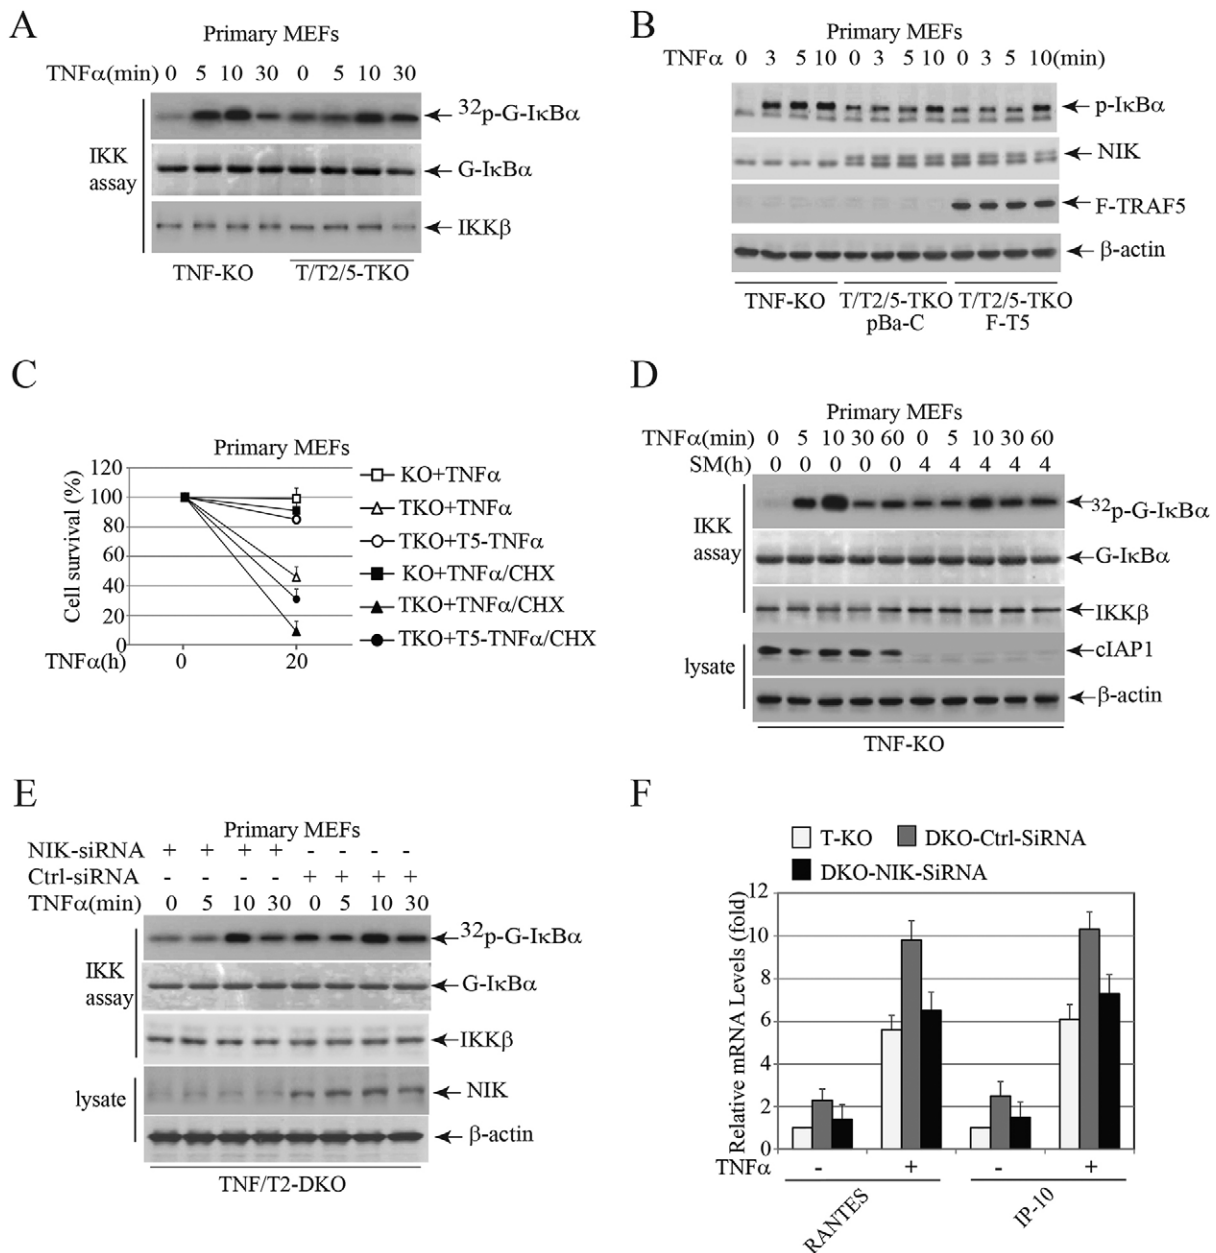 A
Primary MEFs
TNFα(min) 0 5 10 30 0 5 10 30
IKK assay
32p-G-IκBα
G-IκBα
IKKβ
TNF-KO T/T2/5-TKO
B
Primary MEFs
TNFα 0 3 5 10 0 3 5 10 0 3 5 10(min)
p-IκBα
NIK
F-TRAF5
β-actin
TNF-KO T/T2/5-TKO T/T2/5-TKO
pBa-C F-T5
C
Primary MEFs
Cell survival (%)
120
100
80
60
40
20
0
TNFα(h) 0 20
KO+TNFα
TKO+TNFα
TKO+T5-TNFα
KO+TNFα/CHX
TKO+TNFα/CHX
TKO+T5-TNFα/CHX
D
Primary MEFs
TNFα(min) 0 5 10 30 60 0 5 10 30 60
SM(h) 0 0 0 0 0 4 4 4 4 4
IKK assay
32p-G-IκBα
G-IκBα
IKKβ
lysate
cIAP1
β-actin
TNF-KO
E
Primary MEFs
NIK-siRNA + + + + - - - -
Ctrl-siRNA - - - - + + + +
TNFα(min) 0 5 10 30 0 5 10 30
IKK assay
32p-G-IκBα
G-IκBα
IKKβ
lysate
NIK
β-actin
TNF/T2-DKO
F
T-KO DKO-Ctrl-SiRNA
DKO-NIK-SiRNA
Relative mRNA Levels (fold)
12
10
8
6
4
2
0
TNFα - + - +
RANTES IP-10